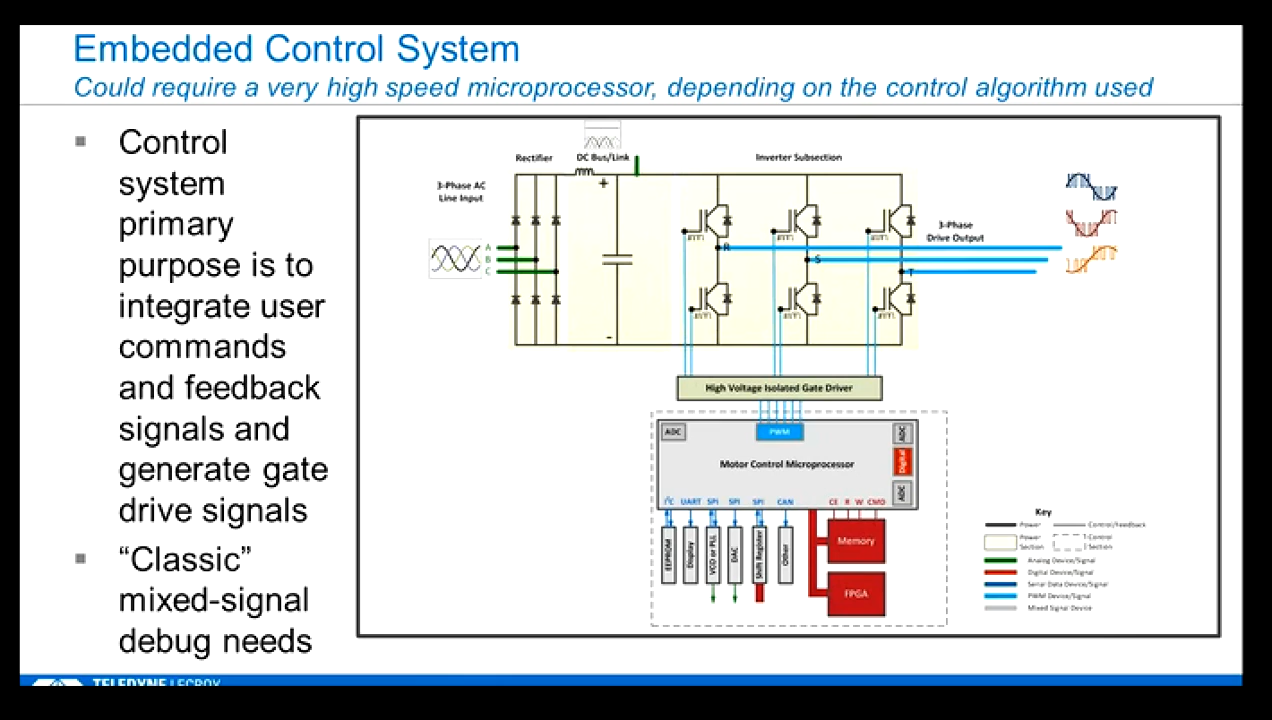 Embedded Control System
Could require a very high speed microprocessor, depending on the control algorithm used
Control
system
primary
purpose is to
integrate user
commands
and feedback
signals and
generate gate
drive signals
“Classic”
mixed-signal
debug needs
Rectifier
DC Bus/Link
Inverter Subsection
3-Phase AC
Line Input
+
-
A
B
C
R
S
T
3-Phase
Drive Output
High Voltage Isolated Gate Driver
ADC
PWM
ADC
Digital
ADC
Motor Control Microprocessor
I²C UART SPI SPI SPI CAN CE R W CMD
EEPROM
Display
VCO or PLL
DAC
Shift Register
Other
Memory
FPGA
Key
Power
Control/Feedback
Power
Section
Control
Section
Analog Device/Signal
Digital Device/Signal
Serial Data Device/Signal
PWM Device/Signal
Mixed Signal Device
TELEDYNE LECROY